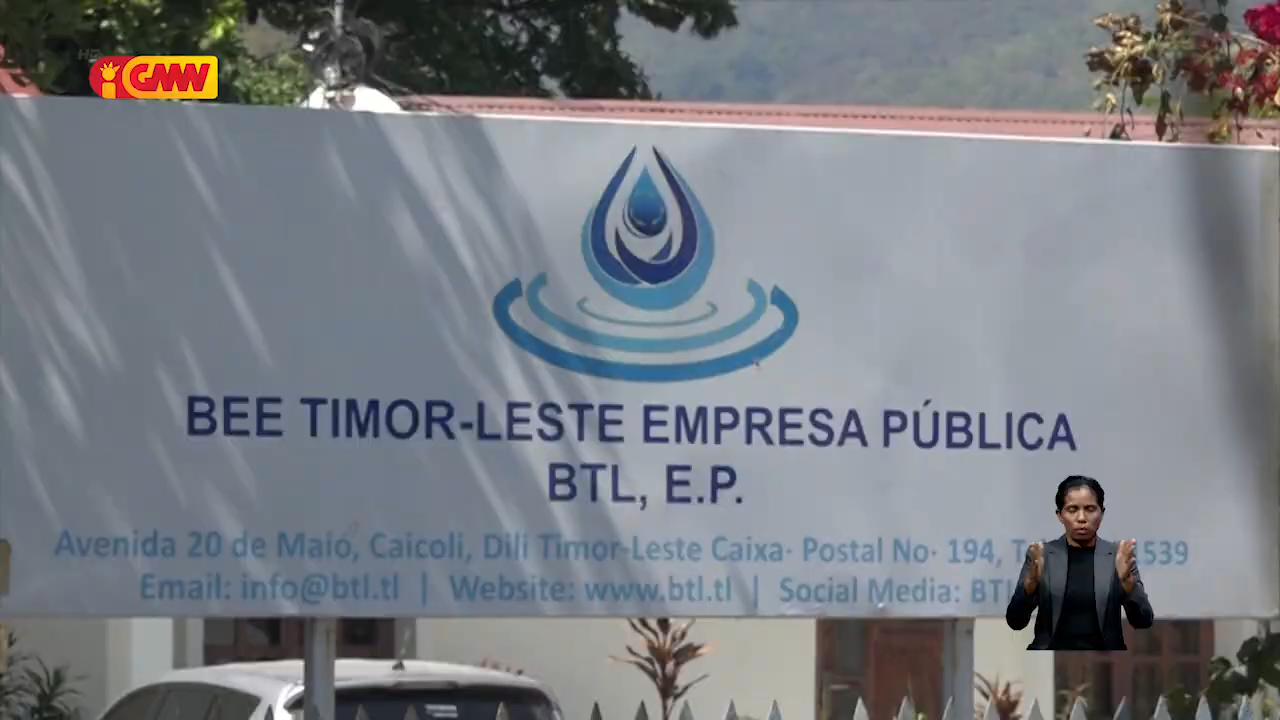 GMN
BEE TIMOR-LESTE EMPRESA PÚBLICA
BTL, E.P.
Avenida 20 de Maio, Caicoli, Dili Timor-Leste Caixa· Postal No· 194,
Email: info@btl.tl | Website: www.btl.tl | Social Media: